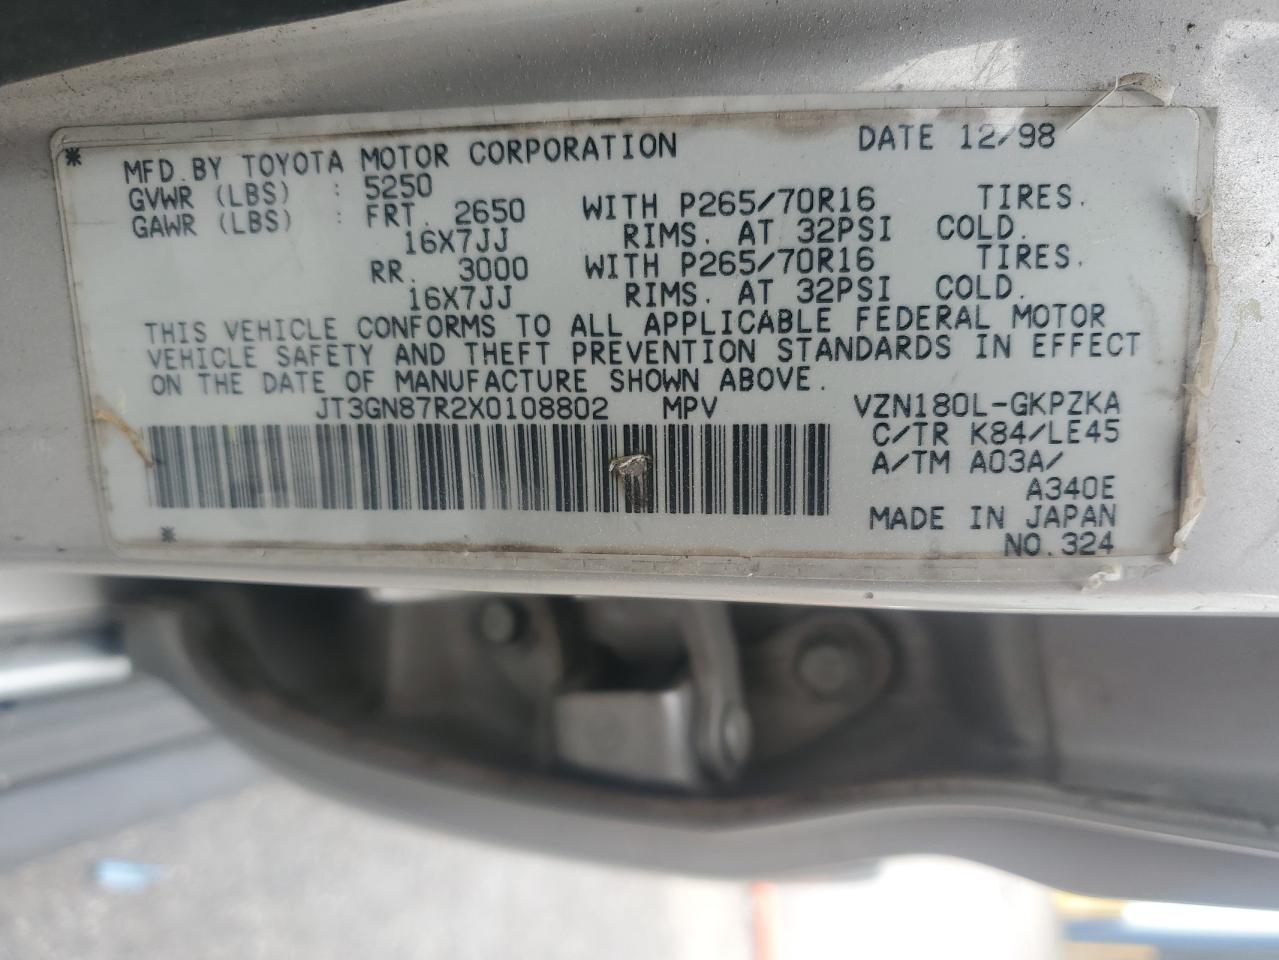 * MFD. BY TOYOTA MOTOR CORPORATION DATE 12/98
GVWR (LBS) : 5250
GAWR (LBS) : FRT. 2650 WITH P265/70R16 TIRES.
16X7JJ RIMS. AT 32PSI COLD.
RR. 3000 WITH P265/70R16 TIRES.
16X7JJ RIMS. AT 32PSI COLD.
THIS VEHICLE CONFORMS TO ALL APPLICABLE FEDERAL MOTOR
VEHICLE SAFETY AND THEFT PREVENTION STANDARDS IN EFFECT
ON THE DATE OF MANUFACTURE SHOWN ABOVE.
JT3GN87R2X0108802 MPV VZN180L-GKPZKA
C/TR K84/LE45
A/TM A03A/
A340E
MADE IN JAPAN
* NO.324